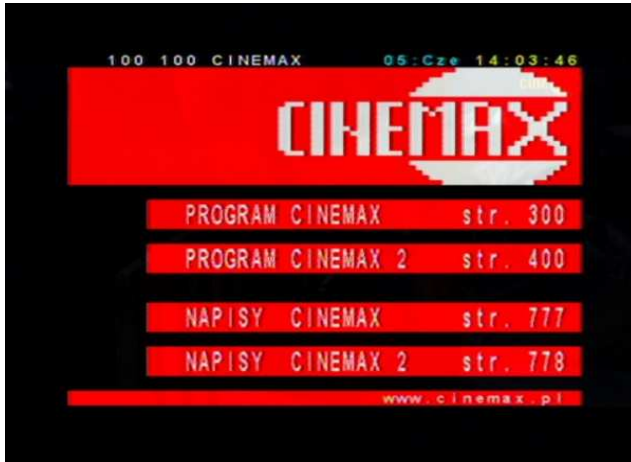 100 100 CINEMAX 05:Cze 14:03:46
CINEMAX
PROGRAM CINEMAX str. 300
PROGRAM CINEMAX 2 str. 400
NAPISY CINEMAX str. 777
NAPISY CINEMAX 2 str. 778
www.cinemax.pl